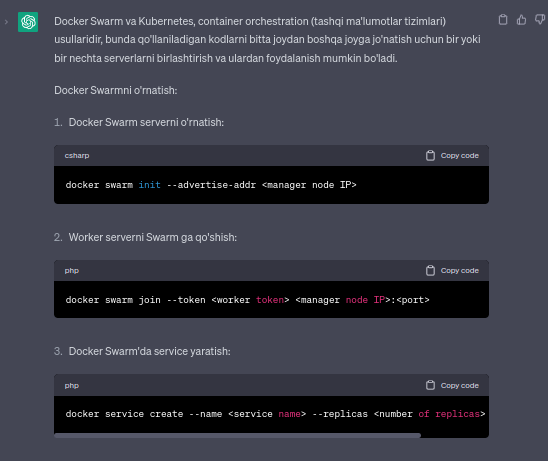 Docker Swarm va Kubernetes, container orchestration (tashqi ma'lumotlar tizimlari)
usullaridir, bunda qo'llaniladigan kodlarni bitta joydan boshqa joyga jo'natish uchun bir yoki
bir nechta serverlarni birlashtirish va ulardan foydalanish mumkin bo'ladi.
Docker Swarmni o'rnatish:
1. Docker Swarm serverni o'rnatish:
csharp Copy code
docker swarm init --advertise-addr <manager node IP>
2. Worker serverni Swarm ga qo'shish:
php Copy code
docker swarm join --token <worker token> <manager node IP>:<port>
3. Docker Swarm'da service yaratish:
php Copy code
docker service create --name <service name> --replicas <number of replicas>